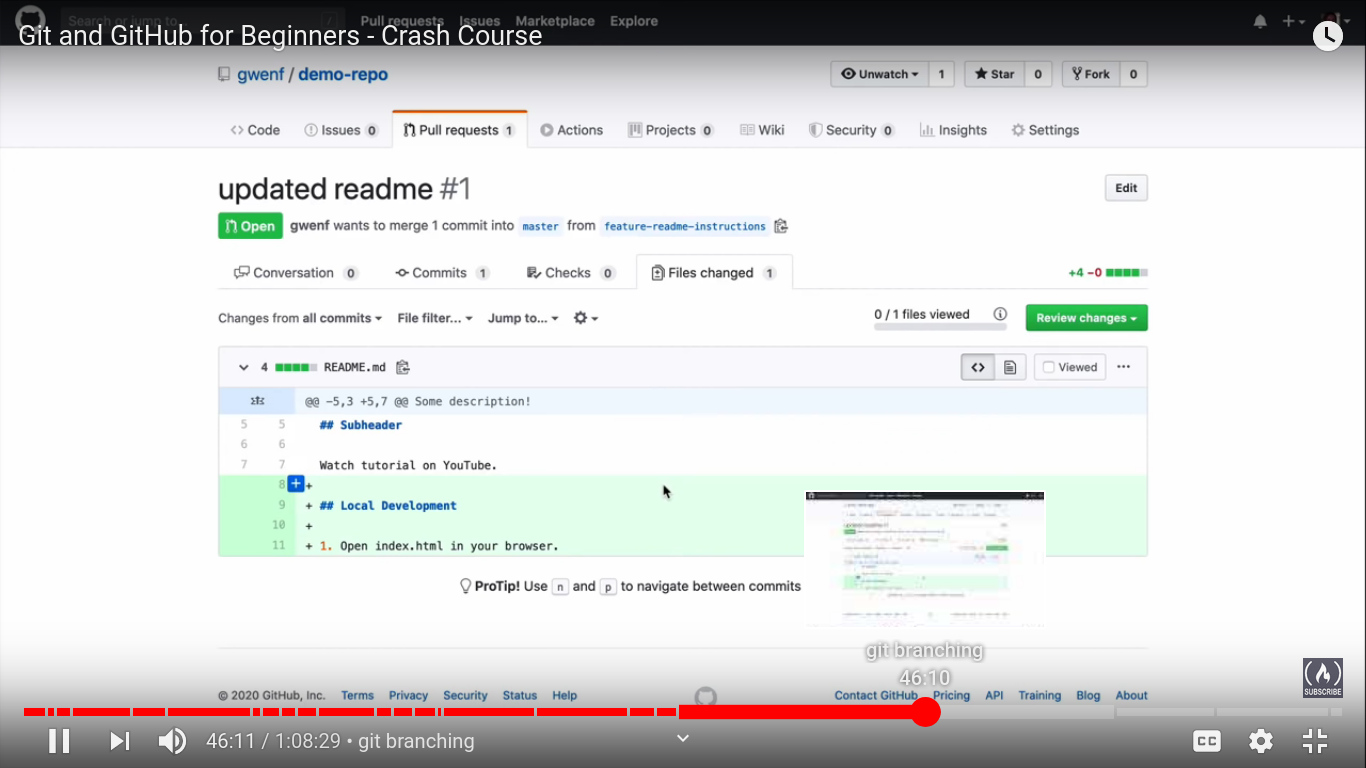 Search or jump to...
/
Pull requests Issues Marketplace Explore
Git and GitHub for Beginners - Crash Course
gwenf / demo-repo
Unwatch 1 Star 0 Fork 0
Code Issues 0 Pull requests 1 Actions Projects 0 Wiki Security 0 Insights Settings
updated readme #1
Edit
Open gwenf wants to merge 1 commit into master from feature-readme-instructions
Conversation 0 Commits 1 Checks 0 Files changed 1 +4 −0
Changes from all commits File filter... Jump to... 0 / 1 files viewed Review changes
4 README.md Viewed ...
@@ -5,3 +5,7 @@ Some description!
5 5 ## Subheader
6 6
7 7 Watch tutorial on YouTube.
8 + +
9 + ## Local Development
10 +
11 + 1. Open index.html in your browser.
ProTip! Use n and p to navigate between commits
git branching
46:10
SUBSCRIBE
© 2020 GitHub, Inc. Terms Privacy Security Status Help Contact GitHub Pricing API Training Blog About
46:11 / 1:08:29 • git branching
CC